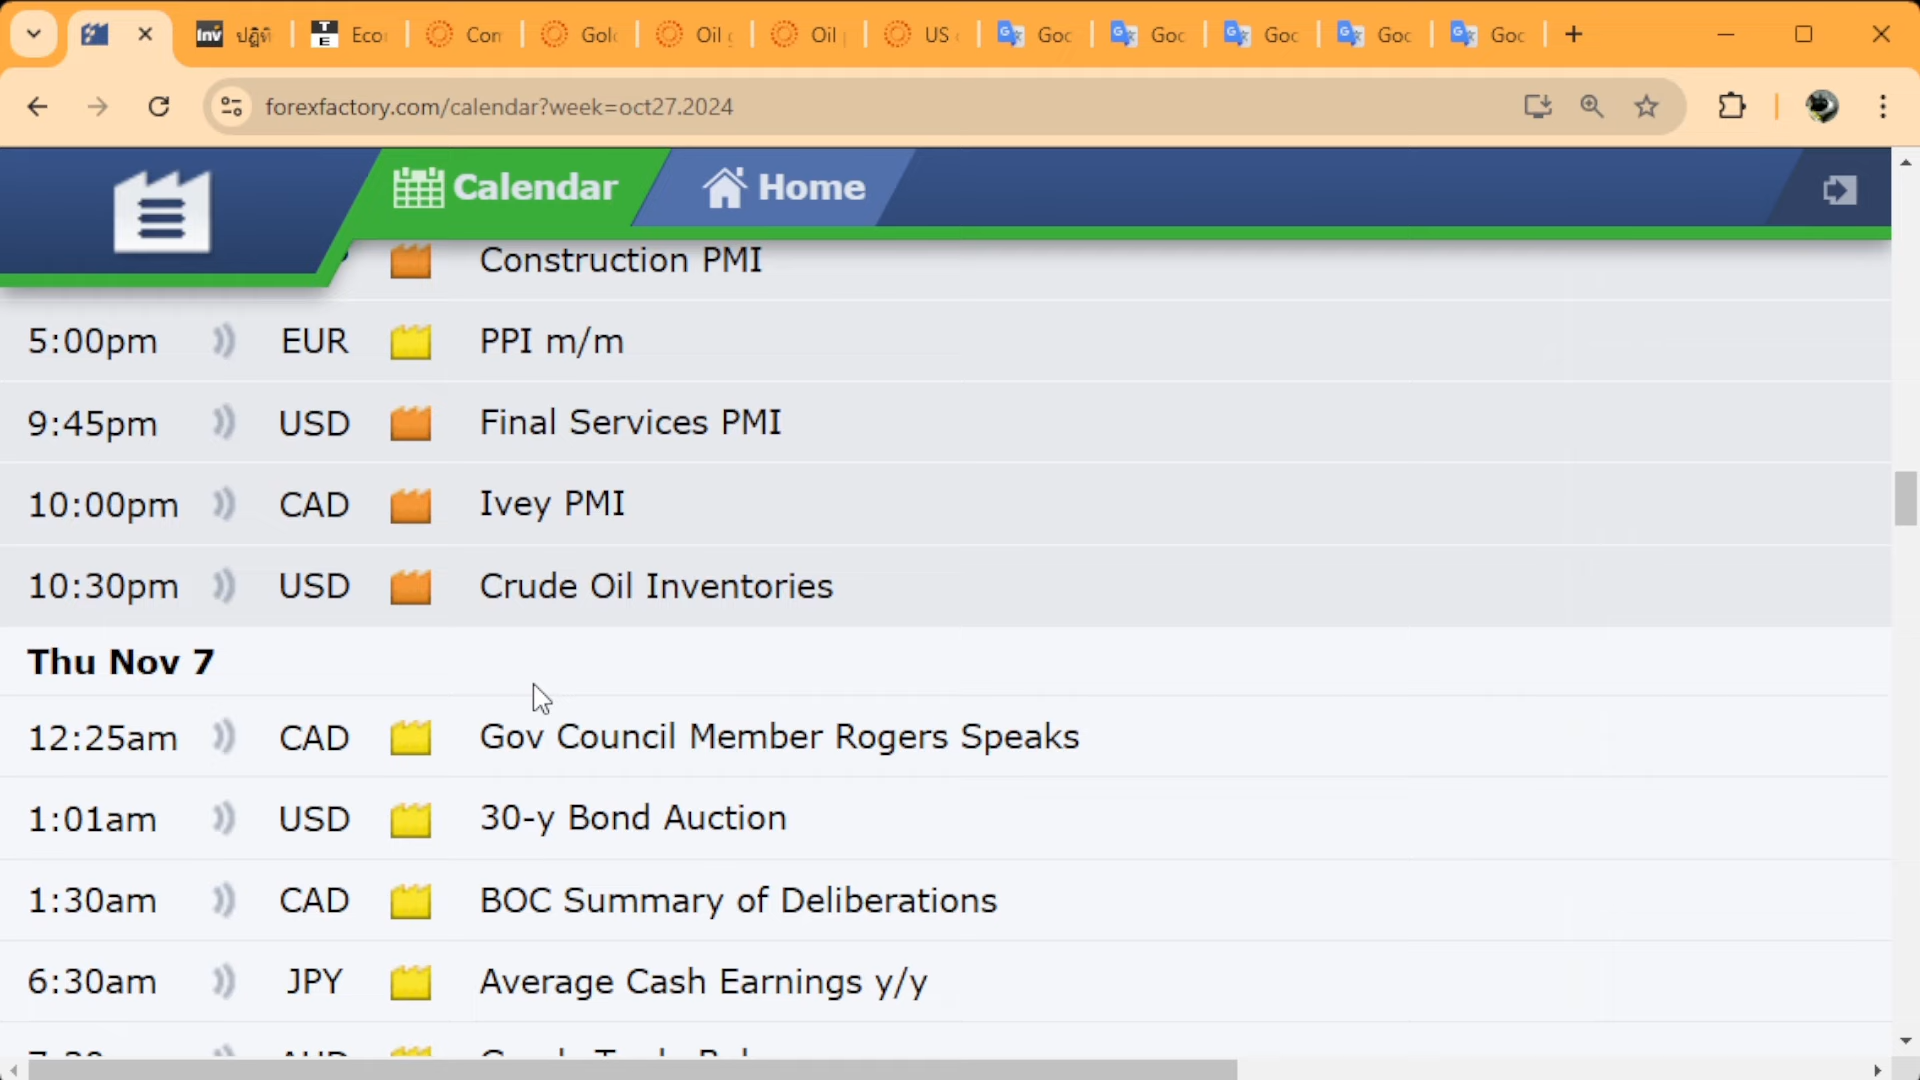 Inv ปฏิทิ
TE Eco
Con
Gol
Oil g
Oil p
US
Goo
Goo
Goo
Goo
Goo
forexfactory.com/calendar?week=oct27.2024
Calendar
Home
Construction PMI
5:00pm EUR PPI m/m
9:45pm USD Final Services PMI
10:00pm CAD Ivey PMI
10:30pm USD Crude Oil Inventories
Thu Nov 7
12:25am CAD Gov Council Member Rogers Speaks
1:01am USD 30-y Bond Auction
1:30am CAD BOC Summary of Deliberations
6:30am JPY Average Cash Earnings y/y